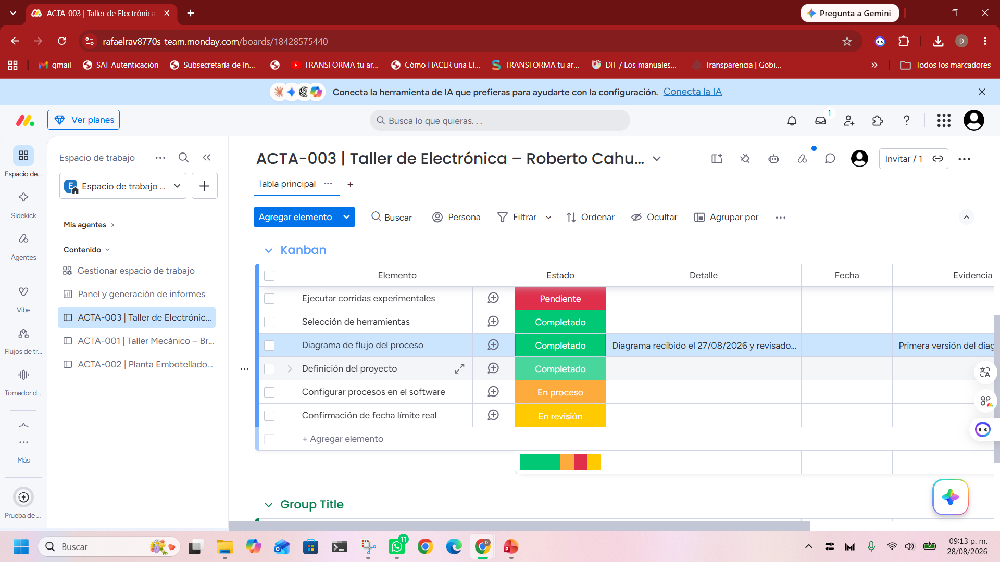 ACTA-003 | Taller de Electrónica
Pregunta a Gemini
rafaelrav8770s-team.monday.com/boards/18428575440
D
gmail
SAT Autenticación
Subsecretaría de In...
TRANSFORMA tu ar...
Cómo HACER una LI...
TRANSFORMA tu ar...
DIF / Los manuales...
Transparencia | Gobi...
Todos los marcadores
Conecta la herramienta de IA que prefieras para ayudarte con la configuración. Conecta la IA
Ver planes
Busca lo que quieras. . .
1
Espacio de...
Sidekick
Agentes
Vibe
Flujos de tr...
Tomador d...
Más
Prueba de ...
Espacio de trabajo
E
Espacio de trabajo ...
Mis agentes
Contenido
Gestionar espacio de trabajo
Panel y generación de informes
ACTA-003 | Taller de Electrónic...
ACTA-001 | Taller Mecánico – Br...
ACTA-002 | Planta Embotellado...
ACTA-003 | Taller de Electrónica – Roberto Cahu...
Invitar / 1
Tabla principal
Agregar elemento
Buscar
Persona
Filtrar
Ordenar
Ocultar
Agrupar por
Kanban
Elemento Estado Detalle Fecha Evidencia
Ejecutar corridas experimentales Pendiente
Selección de herramientas Completado
Diagrama de flujo del proceso Completado Diagrama recibido el 27/08/2026 y revisado... Primera versión del diag
Definición del proyecto Completado
Configurar procesos en el software En proceso
Confirmación de fecha límite real En revisión
+ Agregar elemento
Group Title
Buscar
11
D
P
09:13 p. m.
28/08/2026